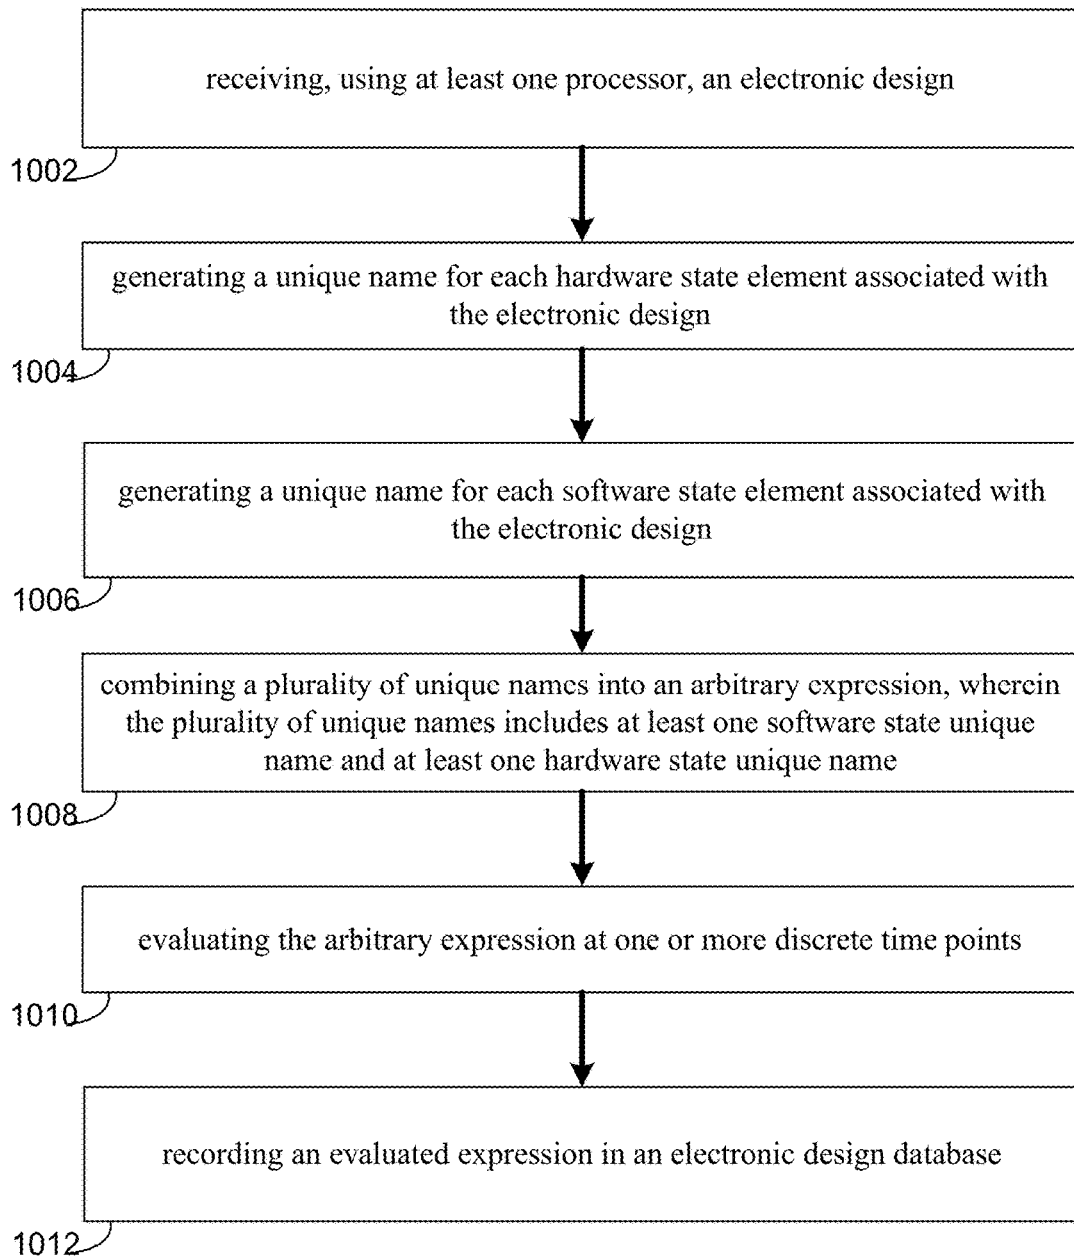 receiving, using at least one processor, an electronic design
1002
generating a unique name for each hardware state element associated with
the electronic design
1004
generating a unique name for each software state element associated with
the electronic design
1006
combining a plurality of unique names into an arbitrary expression, wherein
the plurality of unique names includes at least one software state unique
name and at least one hardware state unique name
1008
evaluating the arbitrary expression at one or more discrete time points
1010
recording an evaluated expression in an electronic design database
1012